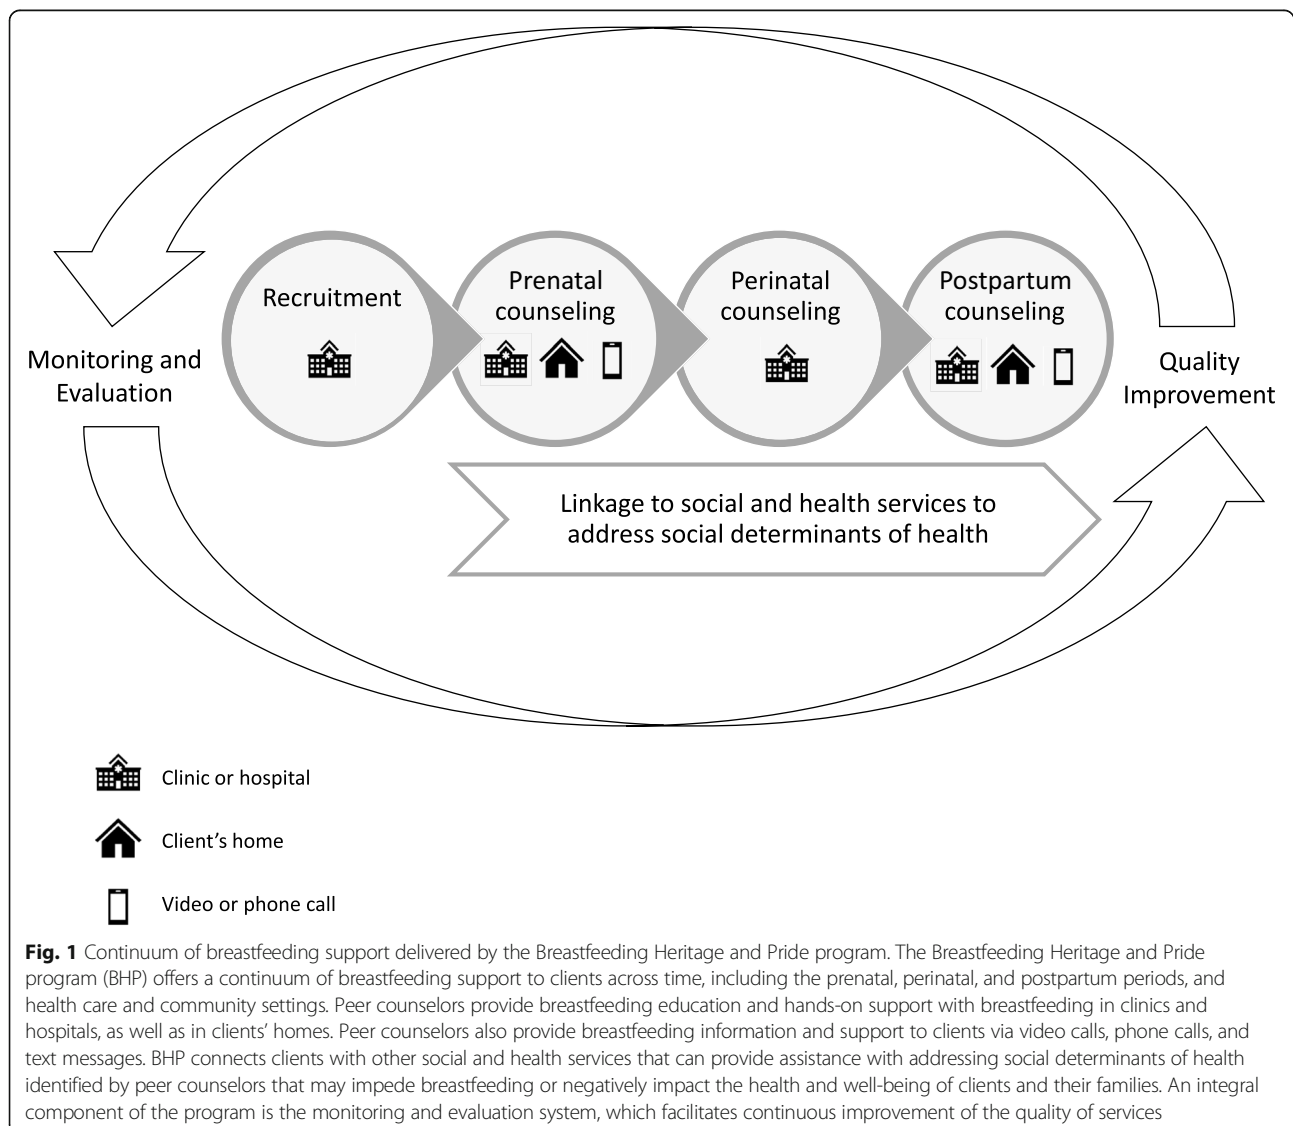 Recruitment
Prenatal
counseling
Perinatal
counseling
Postpartum
counseling
Monitoring and
Evaluation
Quality
Improvement
Linkage to social and health services to
address social determinants of health
Clinic or hospital
Client’s home
Video or phone call
Fig. 1 Continuum of breastfeeding support delivered by the Breastfeeding Heritage and Pride program. The Breastfeeding Heritage and Pride
program (BHP) offers a continuum of breastfeeding support to clients across time, including the prenatal, perinatal, and postpartum periods, and
health care and community settings. Peer counselors provide breastfeeding education and hands-on support with breastfeeding in clinics and
hospitals, as well as in clients’ homes. Peer counselors also provide breastfeeding information and support to clients via video calls, phone calls, and
text messages. BHP connects clients with other social and health services that can provide assistance with addressing social determinants of health
identified by peer counselors that may impede breastfeeding or negatively impact the health and well-being of clients and their families. An integral
component of the program is the monitoring and evaluation system, which facilitates continuous improvement of the quality of services